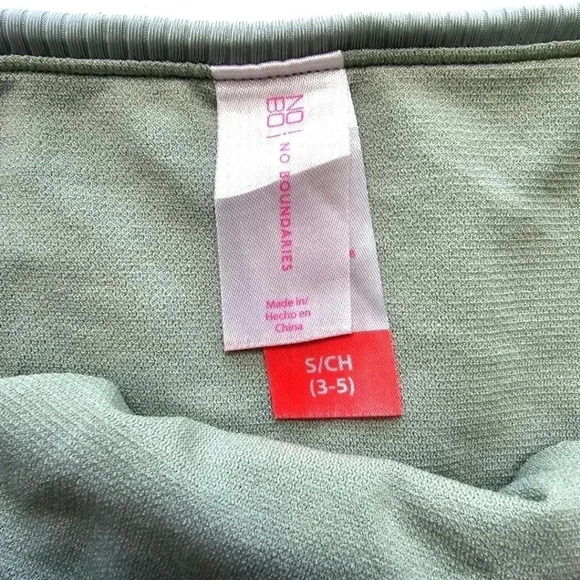 NO!
BO!
NO BOUNDARIES
Made in/
Hecho en
China
S/CH
(3-5)